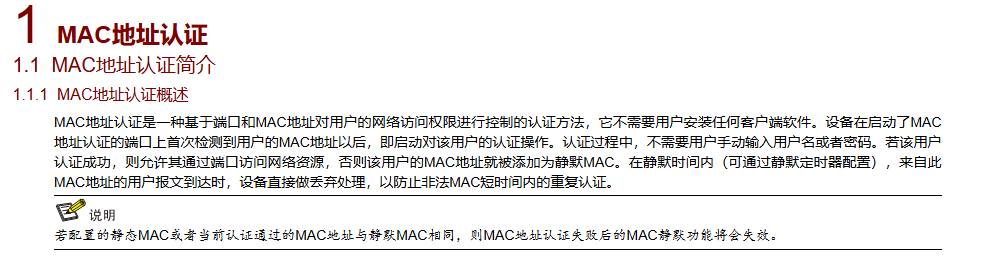 1 MAC地址认证
1.1 MAC地址认证简介
1.1.1 MAC地址认证概述
MAC地址认证是一种基于端口和MAC地址对用户的网络访问权限进行控制的认证方法，它不需要用户安装任何客户端软件。设备在启动了MAC
地址认证的端口上首次检测到用户的MAC地址以后，即启动对该用户的认证操作。认证过程中，不需要用户手动输入用户名或者密码。若该用户
认证成功，则允许其通过端口访问网络资源，否则该用户的MAC地址就被添加为静默MAC。在静默时间内（可通过静默定时器配置），来自此
MAC地址的用户报文到达时，设备直接做丢弃处理，以防止非法MAC短时间内的重复认证。
说明
若配置的静态MAC或者当前认证通过的MAC地址与静默MAC相同，则MAC地址认证失败后的MAC静默功能将会失效。